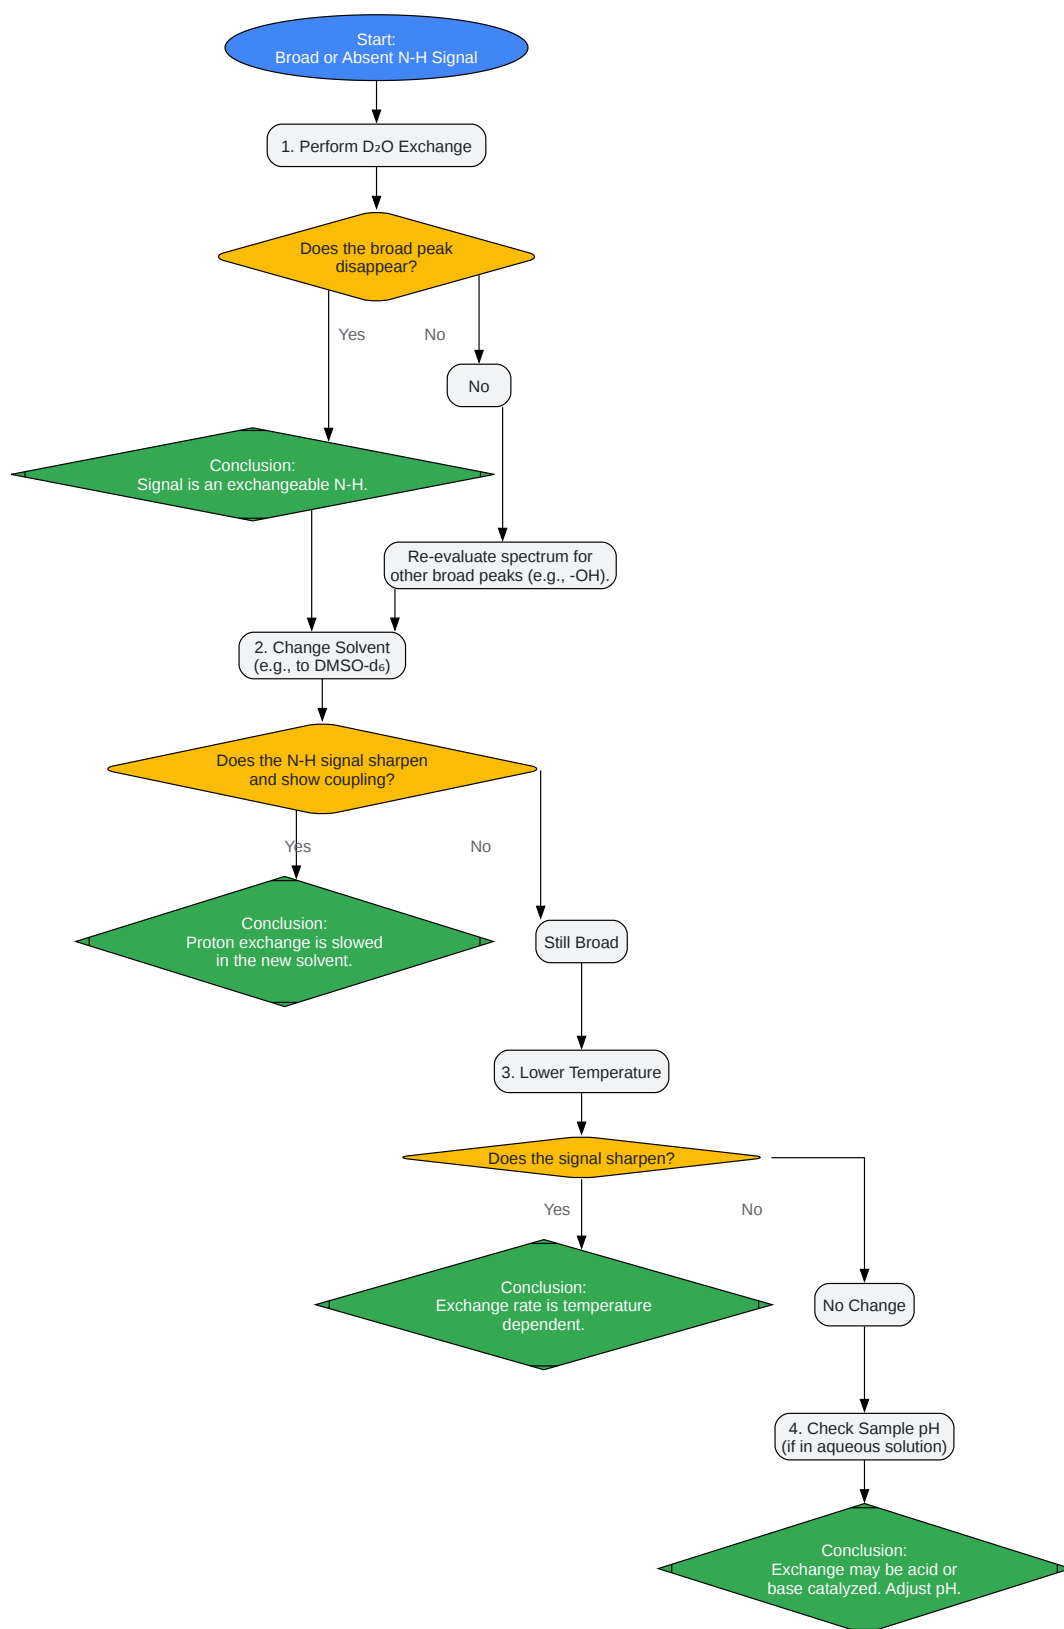 Start:
Broad or Absent N-H Signal
1. Perform D₂O Exchange
Does the broad peak
disappear?
Yes
No
No
Conclusion:
Signal is an exchangeable N-H.
Re-evaluate spectrum for
other broad peaks (e.g., -OH).
2. Change Solvent
(e.g., to DMSO-d₆)
Does the N-H signal sharpen
and show coupling?
Yes
No
Conclusion:
Proton exchange is slowed
in the new solvent.
Still Broad
3. Lower Temperature
Does the signal sharpen?
Yes
No
Conclusion:
Exchange rate is temperature
dependent.
No Change
4. Check Sample pH
(if in aqueous solution)
Conclusion:
Exchange may be acid or
base catalyzed. Adjust pH.